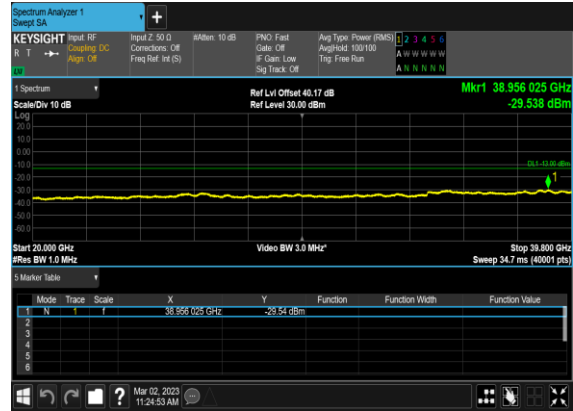 Spectrum Analyzer 1
Swept SA
+
KEYSIGHT Input: RF Input Z: 50 Ω #Atten: 10 dB PNO: Fast Avg Type: Power (RMS) 1 2 3 4 5 6
R T Coupling: DC Corrections: Off Gate: Off Avg|Hold: 100/100 A W W W W W
Align: Off Freq Ref: Int (S) IF Gain: Low Trig: Free Run
LXI Sig Track: Off A N N N N N
1 Spectrum Ref Lvl Offset 40.17 dB Mkr1 38.956 025 GHz
Scale/Div 10 dB Ref Level 30.00 dBm -29.538 dBm
Log
20.0
10.0
0.00
-10.0 DL1 -13.00 dBm
-20.0 1
-30.0
-40.0
-50.0
-60.0
Start 20.000 GHz Video BW 3.0 MHz* Stop 39.800 GHz
#Res BW 1.0 MHz Sweep 34.7 ms (40001 pts)
5 Marker Table
Mode Trace Scale X Y Function Function Width Function Value
1 N 1 f 38.956 025 GHz -29.54 dBm
2
3
4
5
6
? Mar 02, 2023
11:24:53 AM